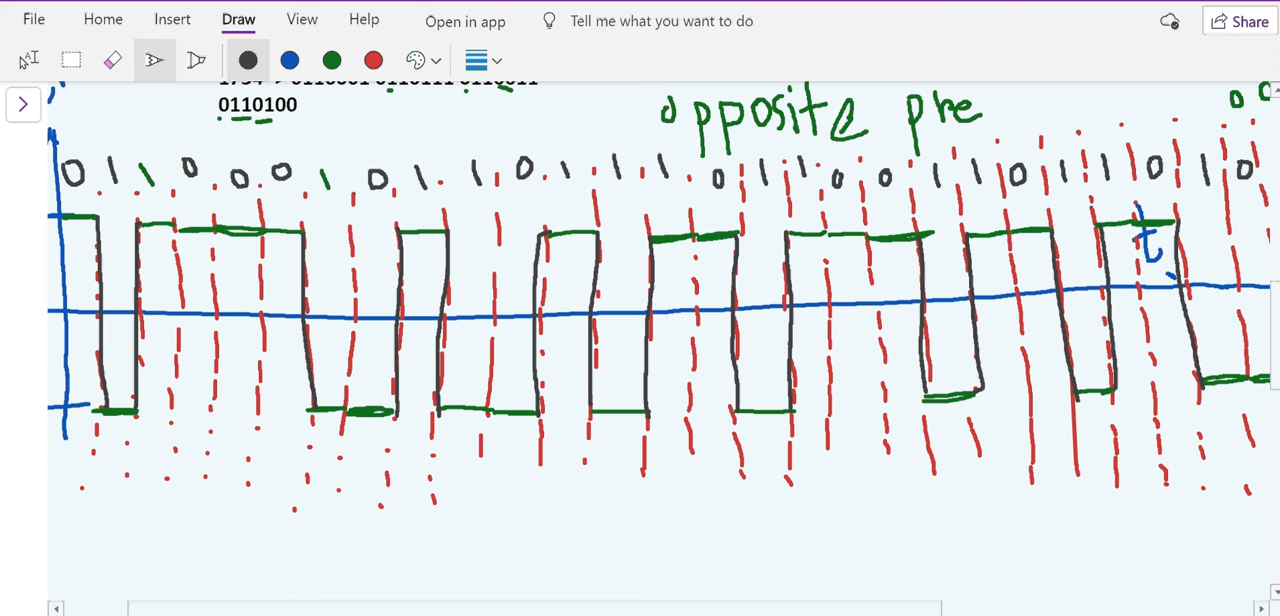 File Home Insert Draw View Help Open in app Tell me what you want to do Share
0110100
opposite pre
0 1 1 0 0 0 1 0 1 1 0 1 1 1 0 1 1 0 0 1 1 0 1 1 0 1 0
t